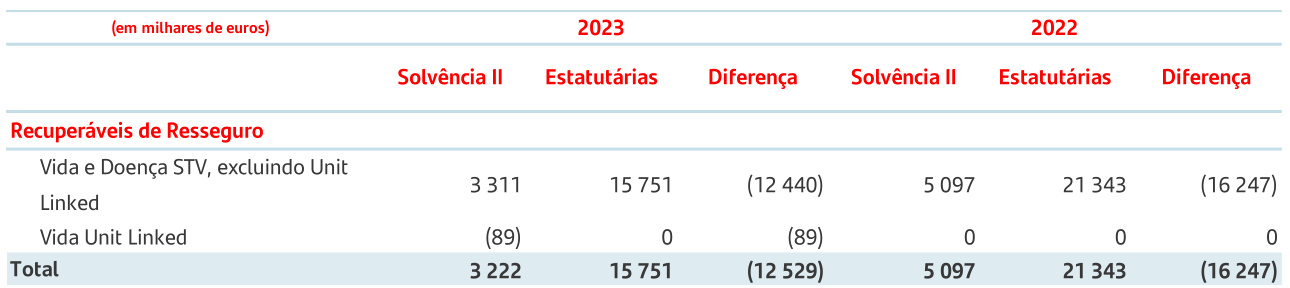 (em milhares de euros) 2023 2022
Solvência II Estatutárias Diferença Solvência II Estatutárias Diferença
Recuperáveis de Resseguro
Vida e Doença STV, excluindo Unit
Linked 3 311 15 751 (12 440) 5 097 21 343 (16 247)
Vida Unit Linked (89) 0 (89) 0 0 0
Total 3 222 15 751 (12 529) 5 097 21 343 (16 247)